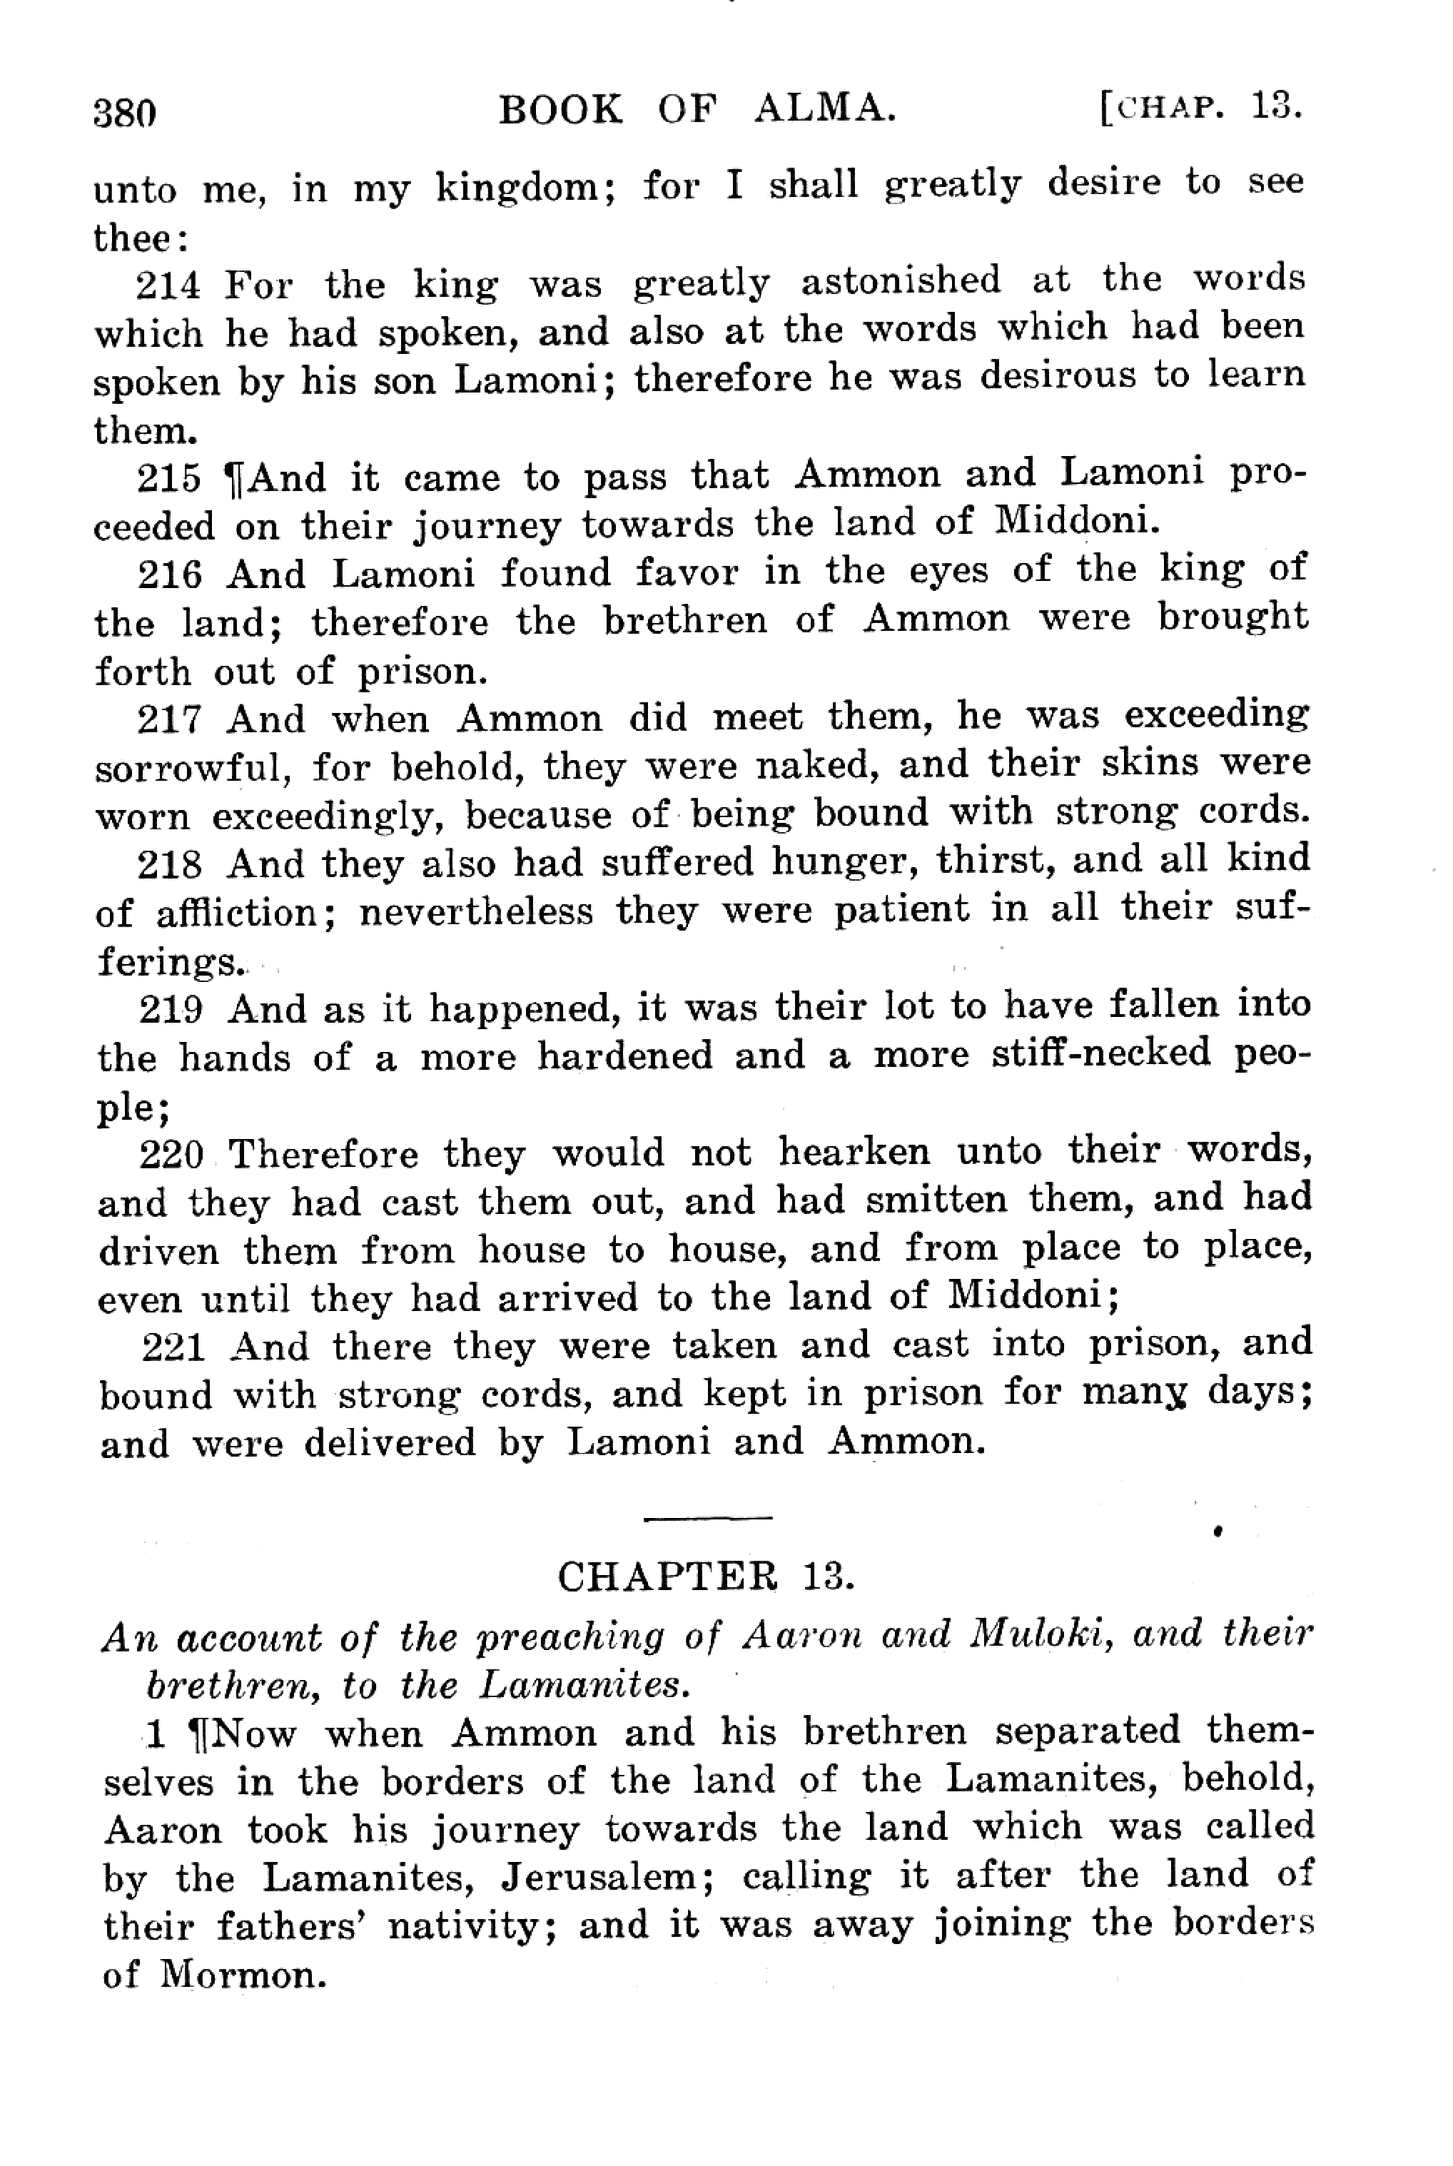 380 BOOK OF ALMA. [CHAP. 13.
unto me, in my kingdom; for I shall greatly desire to see
thee:
214 For the king was greatly astonished at the words
which he had spoken, and also at the words which had been
spoken by his son Lamoni; therefore he was desirous to learn
them.
215 ¶And it came to pass that Ammon and Lamoni pro-
ceeded on their journey towards the land of Middoni.
216 And Lamoni found favor in the eyes of the king of
the land; therefore the brethren of Ammon were brought
forth out of prison.
217 And when Ammon did meet them, he was exceeding
sorrowful, for behold, they were naked, and their skins were
worn exceedingly, because of being bound with strong cords.
218 And they also had suffered hunger, thirst, and all kind
of affliction; nevertheless they were patient in all their suf-
ferings.
219 And as it happened, it was their lot to have fallen into
the hands of a more hardened and a more stiff-necked peo-
ple;
220 Therefore they would not hearken unto their words,
and they had cast them out, and had smitten them, and had
driven them from house to house, and from place to place,
even until they had arrived to the land of Middoni;
221 And there they were taken and cast into prison, and
bound with strong cords, and kept in prison for many days;
and were delivered by Lamoni and Ammon.
CHAPTER 13.
An account of the preaching of Aaron and Muloki, and their
brethren, to the Lamanites.
1 ¶Now when Ammon and his brethren separated them-
selves in the borders of the land of the Lamanites, behold,
Aaron took his journey towards the land which was called
by the Lamanites, Jerusalem; calling it after the land of
their fathers' nativity; and it was away joining the borders
of Mormon.